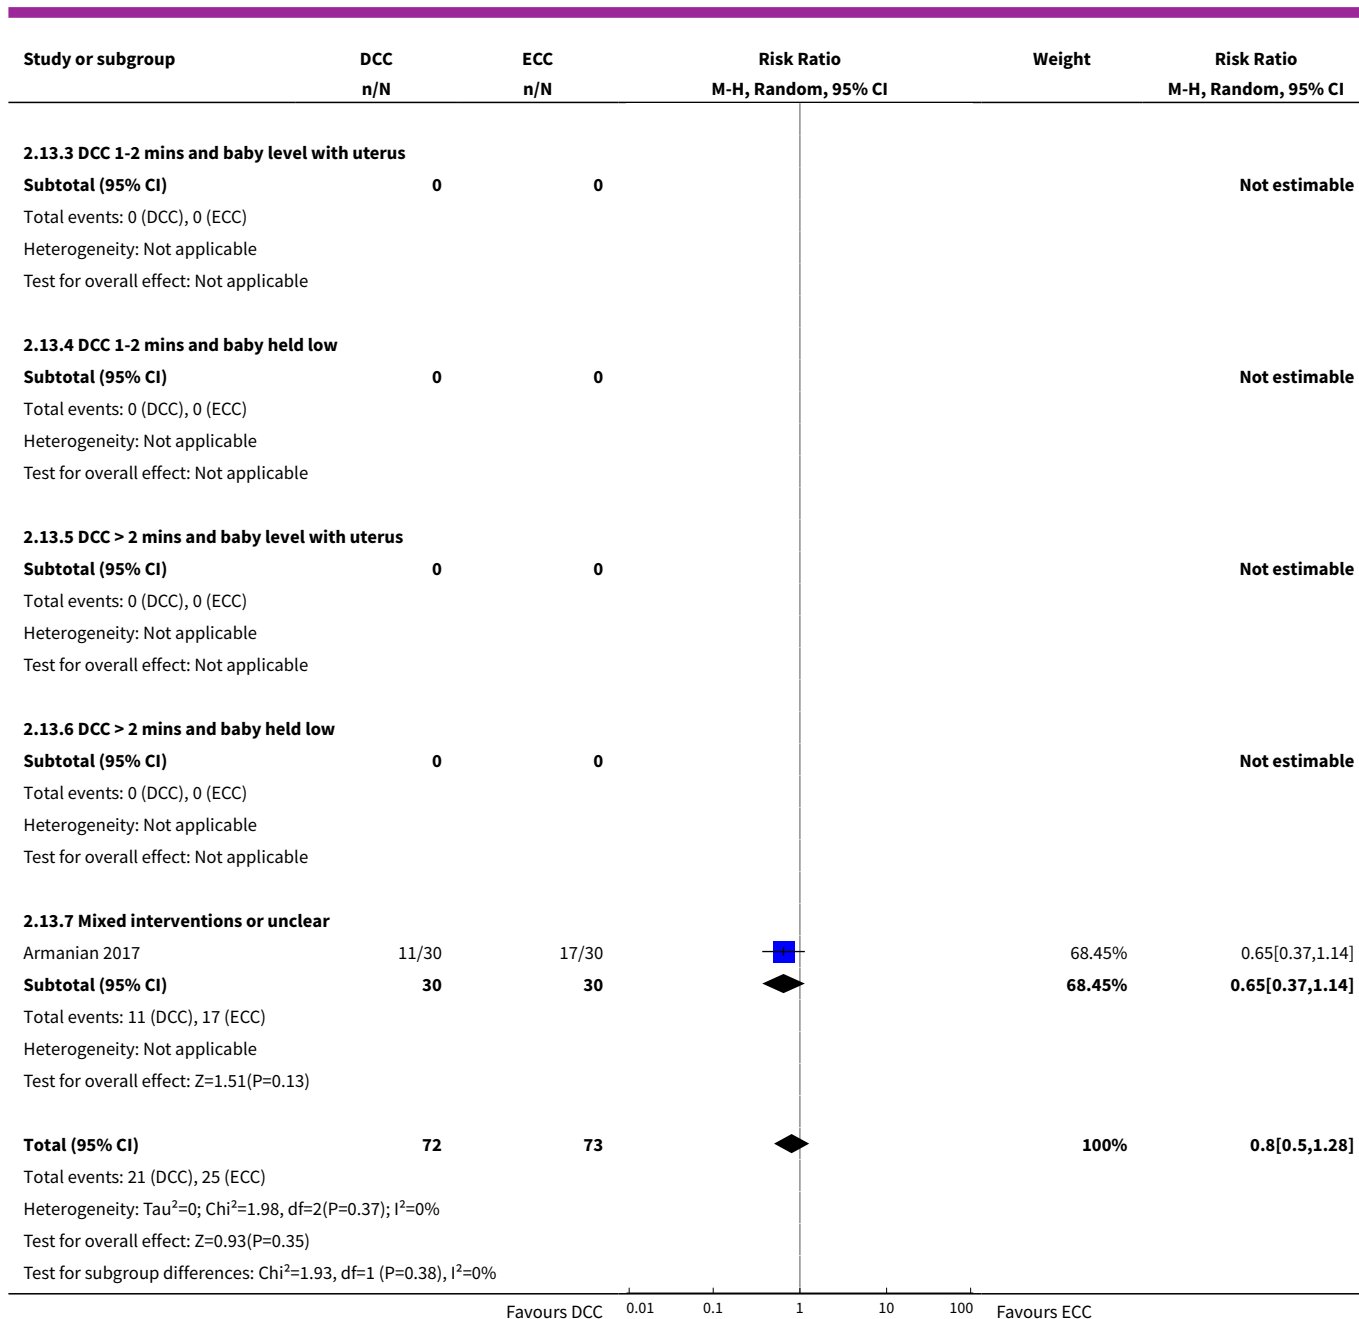 Study or subgroup DCC ECC Risk Ratio Weight Risk Ratio
n/N n/N M-H, Random, 95% CI M-H, Random, 95% CI
2.13.3 DCC 1-2 mins and baby level with uterus
Subtotal (95% CI) 0 0 Not estimable
Total events: 0 (DCC), 0 (ECC)
Heterogeneity: Not applicable
Test for overall effect: Not applicable
2.13.4 DCC 1-2 mins and baby held low
Subtotal (95% CI) 0 0 Not estimable
Total events: 0 (DCC), 0 (ECC)
Heterogeneity: Not applicable
Test for overall effect: Not applicable
2.13.5 DCC > 2 mins and baby level with uterus
Subtotal (95% CI) 0 0 Not estimable
Total events: 0 (DCC), 0 (ECC)
Heterogeneity: Not applicable
Test for overall effect: Not applicable
2.13.6 DCC > 2 mins and baby held low
Subtotal (95% CI) 0 0 Not estimable
Total events: 0 (DCC), 0 (ECC)
Heterogeneity: Not applicable
Test for overall effect: Not applicable
2.13.7 Mixed interventions or unclear
Armanian 2017 11/30 17/30 68.45% 0.65[0.37,1.14]
Subtotal (95% CI) 30 30 68.45% 0.65[0.37,1.14]
Total events: 11 (DCC), 17 (ECC)
Heterogeneity: Not applicable
Test for overall effect: Z=1.51(P=0.13)
Total (95% CI) 72 73 100% 0.8[0.5,1.28]
Total events: 21 (DCC), 25 (ECC)
Heterogeneity: Tau²=0; Chi²=1.98, df=2(P=0.37); I²=0%
Test for overall effect: Z=0.93(P=0.35)
Test for subgroup differences: Chi²=1.93, df=1 (P=0.38), I²=0%
Favours DCC 0.01 0.1 1 10 100 Favours ECC